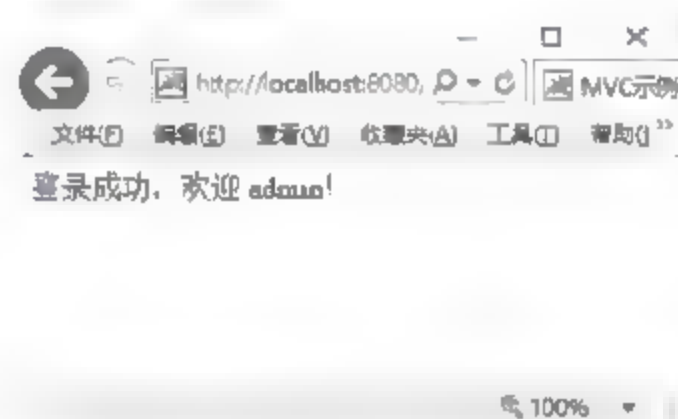 http://localhost:8080/ MVC示例
文件(F) 编辑(E) 查看(V) 收藏夹(A) 工具(T) 帮助(
登录成功，欢迎 admin!
100%